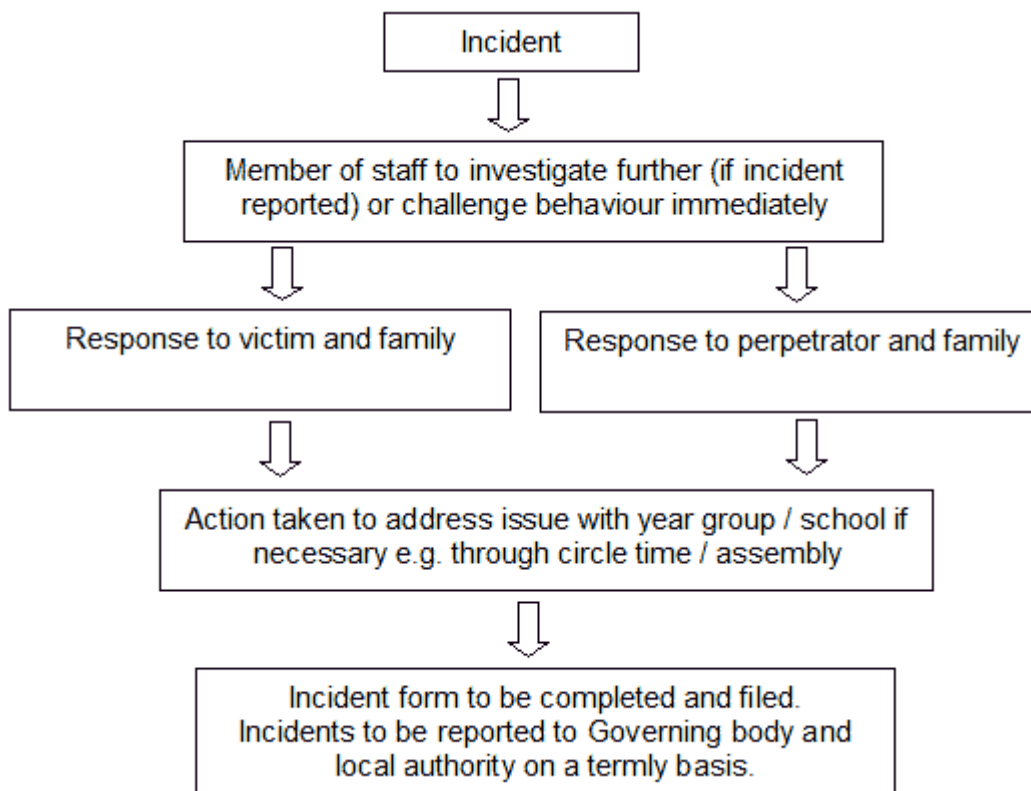 Incident
Member of staff to investigate further (if incident
reported) or challenge behaviour immediately
Response to victim and family
Response to perpetrator and family
Action taken to address issue with year group / school if
necessary e.g. through circle time / assembly
Incident form to be completed and filed.
Incidents to be reported to Governing body and
local authority on a termly basis.